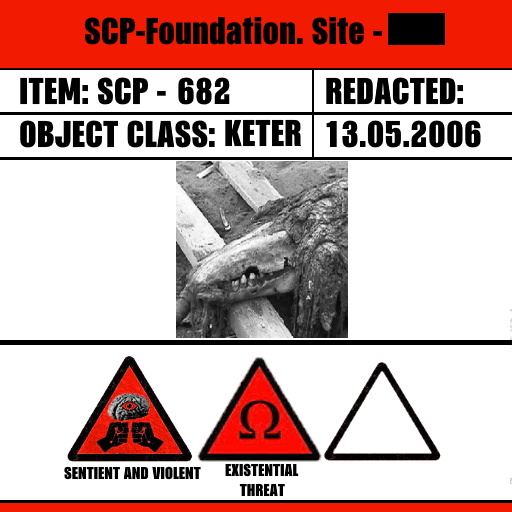 SCP-Foundation. Site -
ITEM: SCP - 682
REDACTED:
OBJECT CLASS: KETER
13.05.2006
Ω
SENTIENT AND VIOLENT
EXISTENTIAL
THREAT